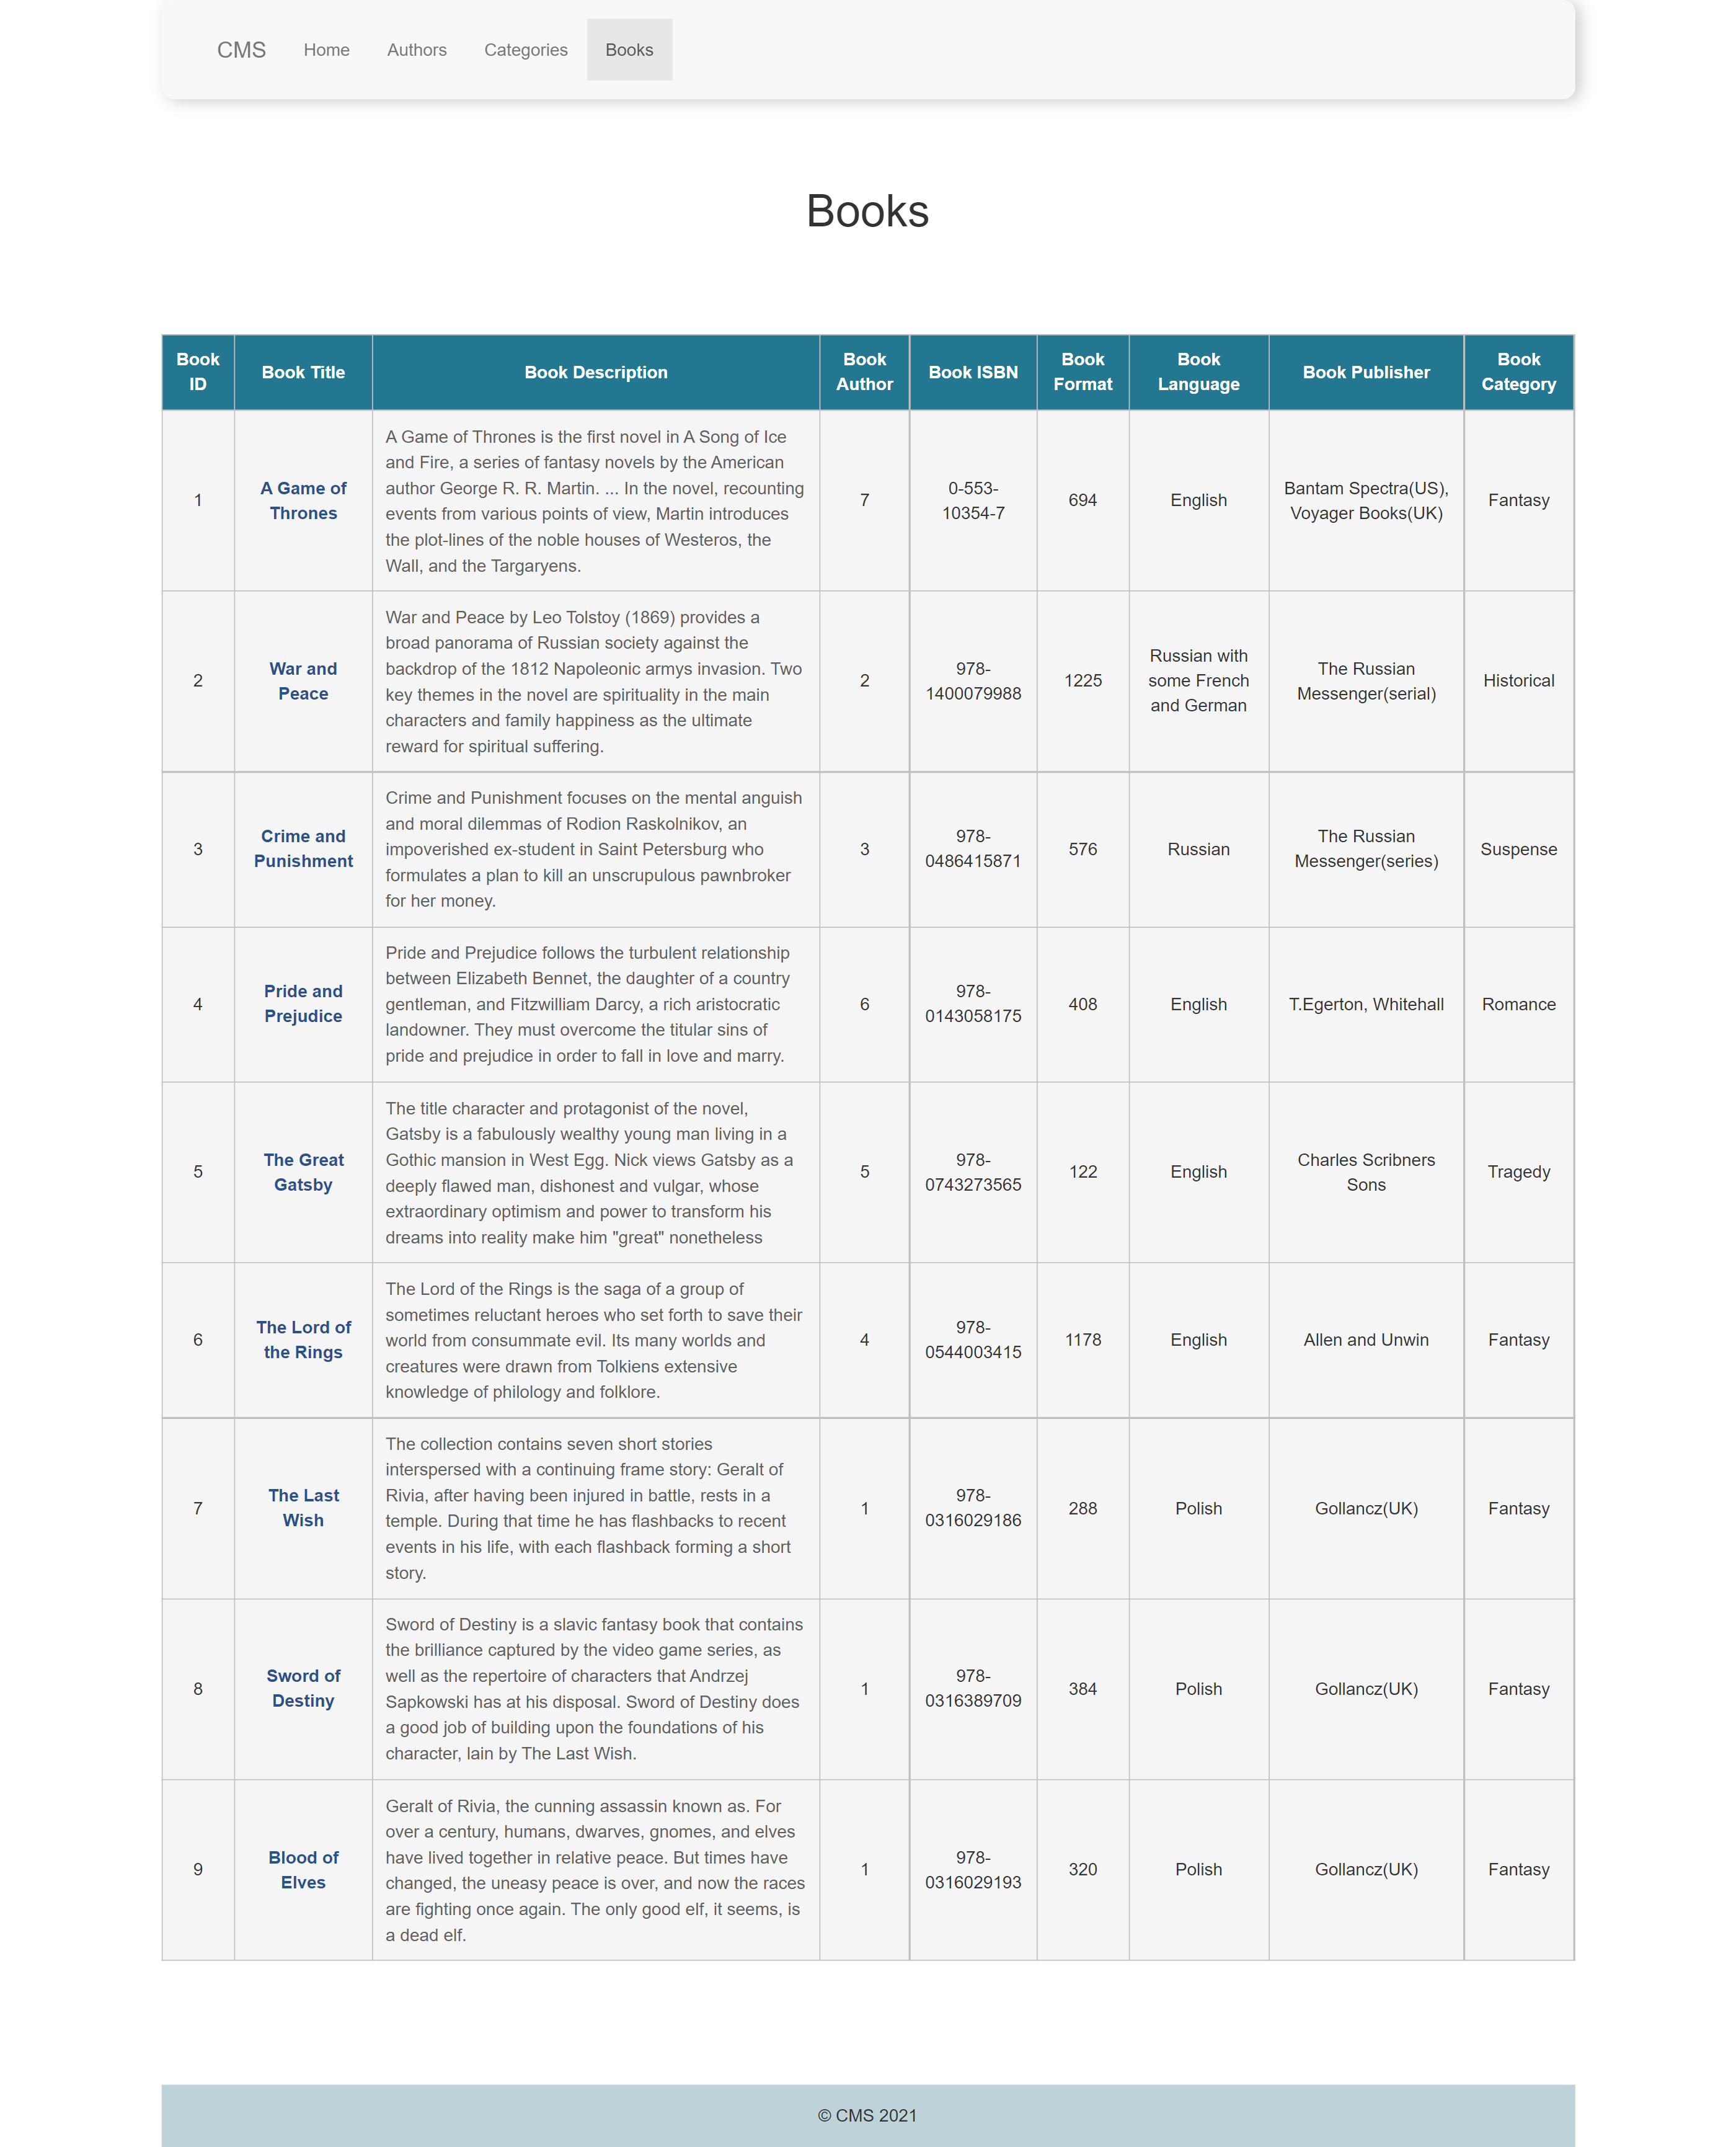 CMS Home Authors Categories Books
Books
Book ID
Book Title
Book Description
Book Author
Book ISBN
Book Format
Book Language
Book Publisher
Book Category
1
A Game of
Thrones
A Game of Thrones is the first novel in A Song of Ice
and Fire, a series of fantasy novels by the American
author George R. R. Martin. ... In the novel, recounting
events from various points of view, Martin introduces
the plot-lines of the noble houses of Westeros, the
Wall, and the Targaryens.
7
0-553-
10354-7
694
English
Bantam Spectra(US),
Voyager Books(UK)
Fantasy
2
War and
Peace
War and Peace by Leo Tolstoy (1869) provides a
broad panorama of Russian society against the
backdrop of the 1812 Napoleonic armys invasion. Two
key themes in the novel are spirituality in the main
characters and family happiness as the ultimate
reward for spiritual suffering.
2
978-
1400079988
1225
Russian with
some French
and German
The Russian
Messenger(serial)
Historical
3
Crime and
Punishment
Crime and Punishment focuses on the mental anguish
and moral dilemmas of Rodion Raskolnikov, an
impoverished ex-student in Saint Petersburg who
formulates a plan to kill an unscrupulous pawnbroker
for her money.
3
978-
0486415871
576
Russian
The Russian
Messenger(series)
Suspense
4
Pride and
Prejudice
Pride and Prejudice follows the turbulent relationship
between Elizabeth Bennet, the daughter of a country
gentleman, and Fitzwilliam Darcy, a rich aristocratic
landowner. They must overcome the titular sins of
pride and prejudice in order to fall in love and marry.
6
978-
0143058175
408
English
T.Egerton, Whitehall
Romance
5
The Great
Gatsby
The title character and protagonist of the novel,
Gatsby is a fabulously wealthy young man living in a
Gothic mansion in West Egg. Nick views Gatsby as a
deeply flawed man, dishonest and vulgar, whose
extraordinary optimism and power to transform his
dreams into reality make him "great" nonetheless
5
978-
0743273565
122
English
Charles Scribners
Sons
Tragedy
6
The Lord of
the Rings
The Lord of the Rings is the saga of a group of
sometimes reluctant heroes who set forth to save their
world from consummate evil. Its many worlds and
creatures were drawn from Tolkiens extensive
knowledge of philology and folklore.
4
978-
0544003415
1178
English
Allen and Unwin
Fantasy
7
The Last
Wish
The collection contains seven short stories
interspersed with a continuing frame story: Geralt of
Rivia, after having been injured in battle, rests in a
temple. During that time he has flashbacks to recent
events in his life, with each flashback forming a short
story.
1
978-
0316029186
288
Polish
Gollancz(UK)
Fantasy
8
Sword of
Destiny
Sword of Destiny is a slavic fantasy book that contains
the brilliance captured by the video game series, as
well as the repertoire of characters that Andrzej
Sapkowski has at his disposal. Sword of Destiny does
a good job of building upon the foundations of his
character, lain by The Last Wish.
1
978-
0316389709
384
Polish
Gollancz(UK)
Fantasy
9
Blood of
Elves
Geralt of Rivia, the cunning assassin known as. For
over a century, humans, dwarves, gnomes, and elves
have lived together in relative peace. But times have
changed, the uneasy peace is over, and now the races
are fighting once again. The only good elf, it seems, is
a dead elf.
1
978-
0316029193
320
Polish
Gollancz(UK)
Fantasy
© CMS 2021